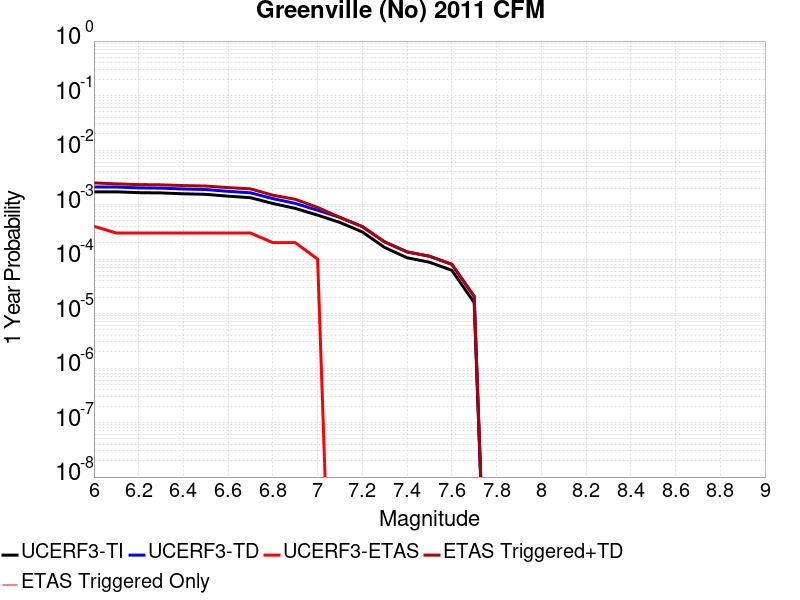 Greenville (No) 2011 CFM
10^0
10^-1
10^-2
10^-3
10^-4
10^-5
10^-6
10^-7
10^-8
1 Year Probability
6 6.2 6.4 6.6 6.8 7 7.2 7.4 7.6 7.8 8 8.2 8.4 8.6 8.8 9
Magnitude
UCERF3-TI UCERF3-TD UCERF3-ETAS ETAS Triggered+TD
ETAS Triggered Only